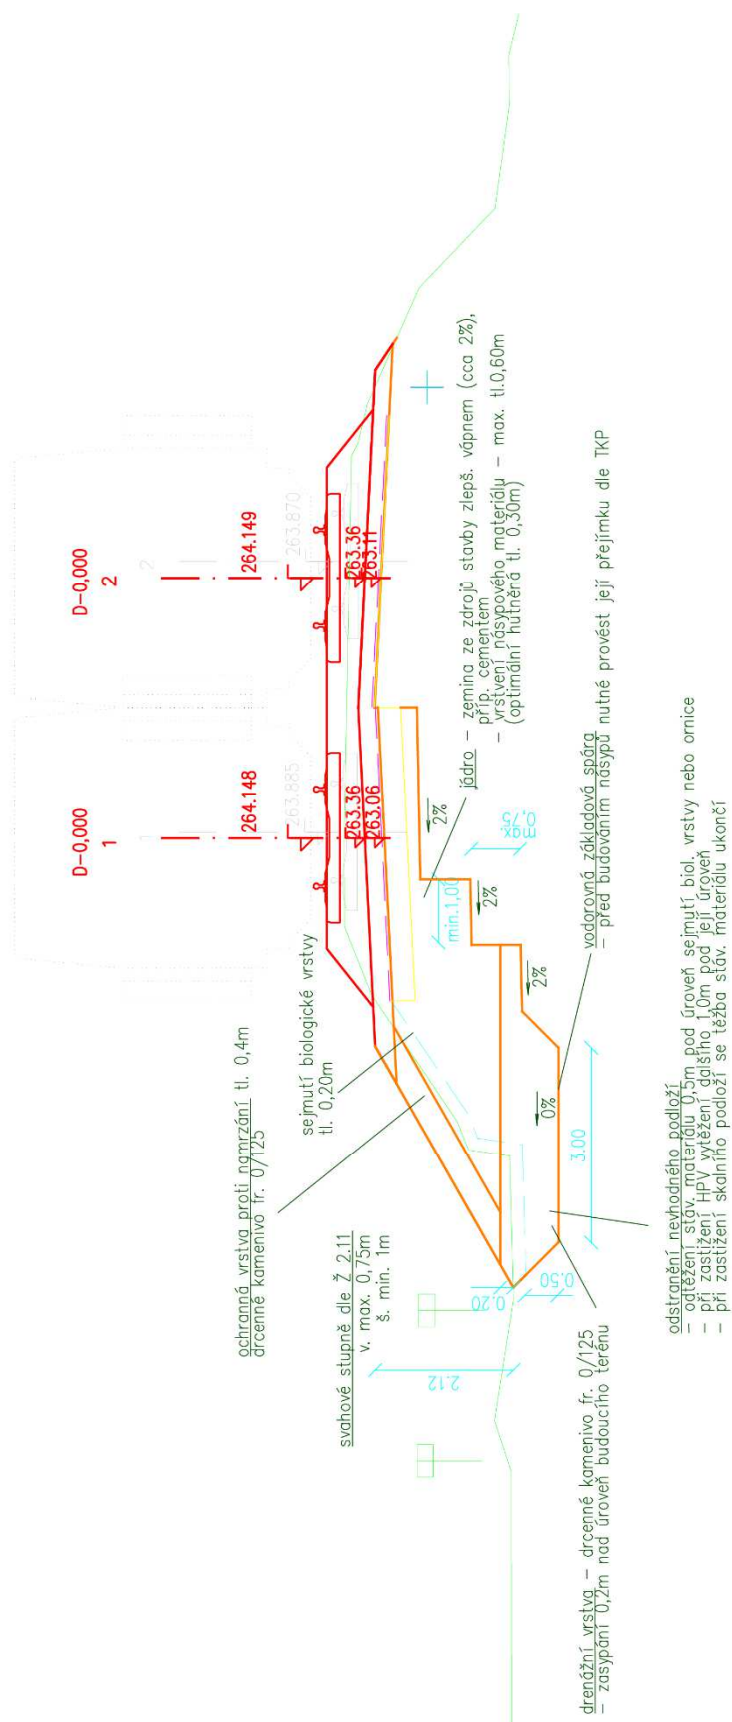 D-0,000
1
D-0,000
2
264.148
264.149
1
2
263.885
263.870
263.36
263.06
263.36
263.11
ochranná vrstva proti namrzání tl. 0,4m
drcenné kamenivo fr. 0/125
sejmutí biologické vrstvy
tl. 0,20m
svahové stupně dle Ž 2.11
v. max. 0,75m
š. min. 1m
jádro – zemina ze zdrojů stavby zlepš. vápnem (cca 2%),
příp. cementem
– vrstvení násypového materiálu – max. tl.0,60m
(optimální hutněná tl. 0,30m)
2%
max.
0,75
min.1,00
2%
2%
0%
2.12
0.20
0.50
3.00
vodorovná základová spára
– před budováním násypů nutné provést její přejímku dle TKP
drenážní vrstva – drcenné kamenivo fr. 0/125
– zasypání 0,2m nad úroveň budoucího terénu
odstranění nevhodného podloží
– odtěžení stáv. materiálu 0,5m pod úroveň sejmutí biol. vrstvy nebo ornice
– při zastižení HPV vytěžení dalšího 1,0m pod její úroveň
– při zastižení skalního podloží se těžba stáv. materiálu ukončí